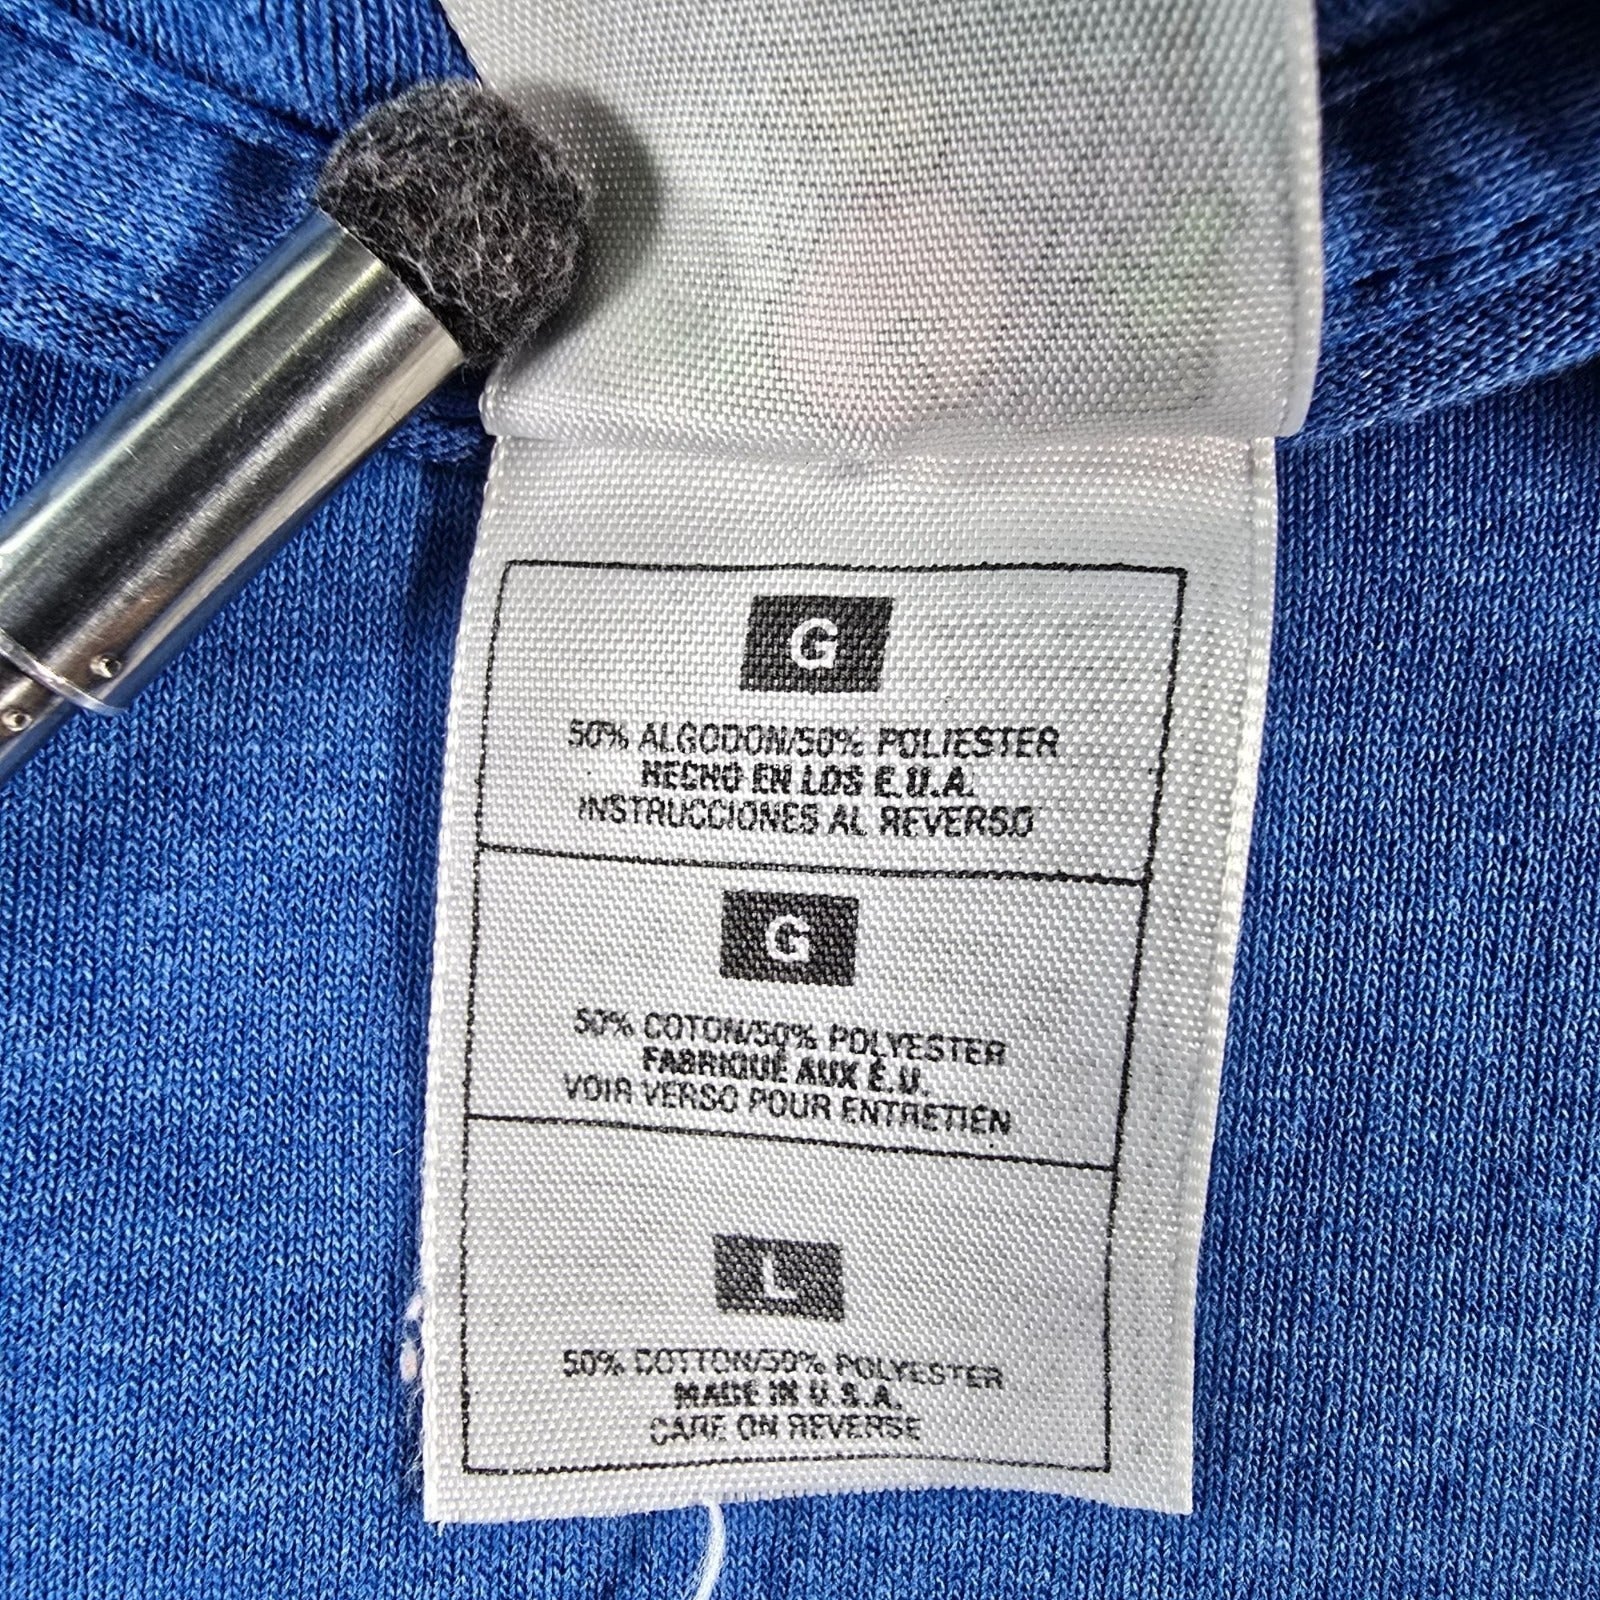 G
50% ALGODON/50% POLIESTER
HECHO EN LOS E.U.A.
INSTRUCCIONES AL REVERSO
G
50% COTON/50% POLYESTER
FABRIQUÉ AUX É.U.
VOIR VERSO POUR ENTRETIEN
L
50% COTTON/50% POLYESTER
MADE IN U.S.A.
CARE ON REVERSE